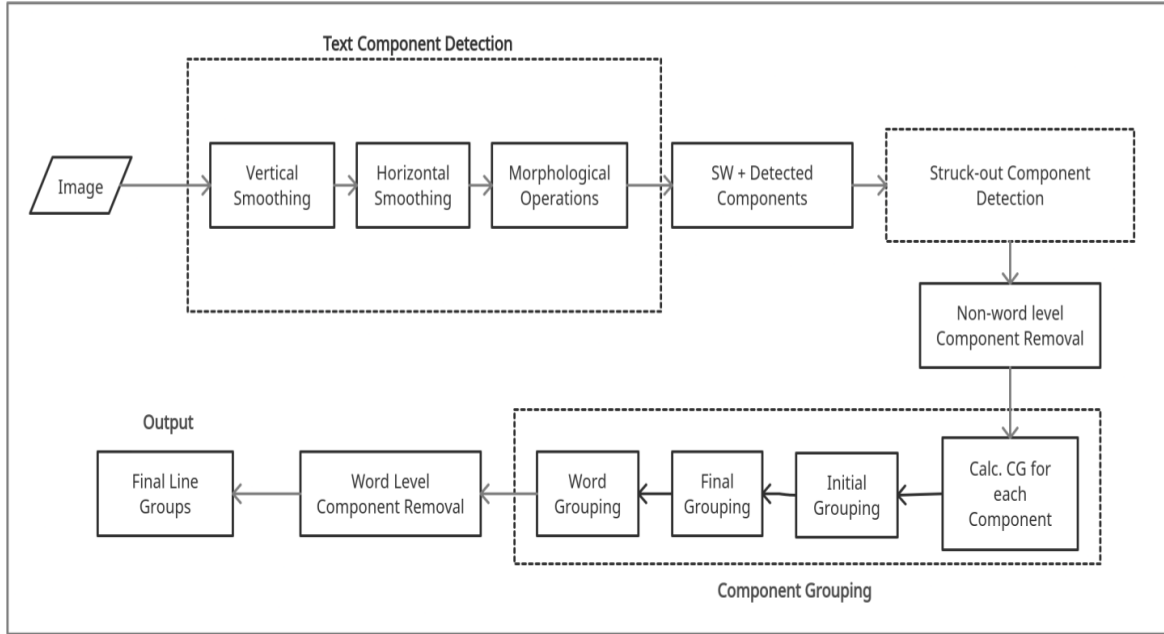 Text Component Detection
Image
Vertical
Smoothing
Horizontal
Smoothing
Morphological
Operations
SW + Detected
Components
Struck-out Component
Detection
Non-word level
Component Removal
Calc. CG for
each
Component
Initial
Grouping
Final
Grouping
Word
Grouping
Component Grouping
Word Level
Component Removal
Output
Final Line
Groups